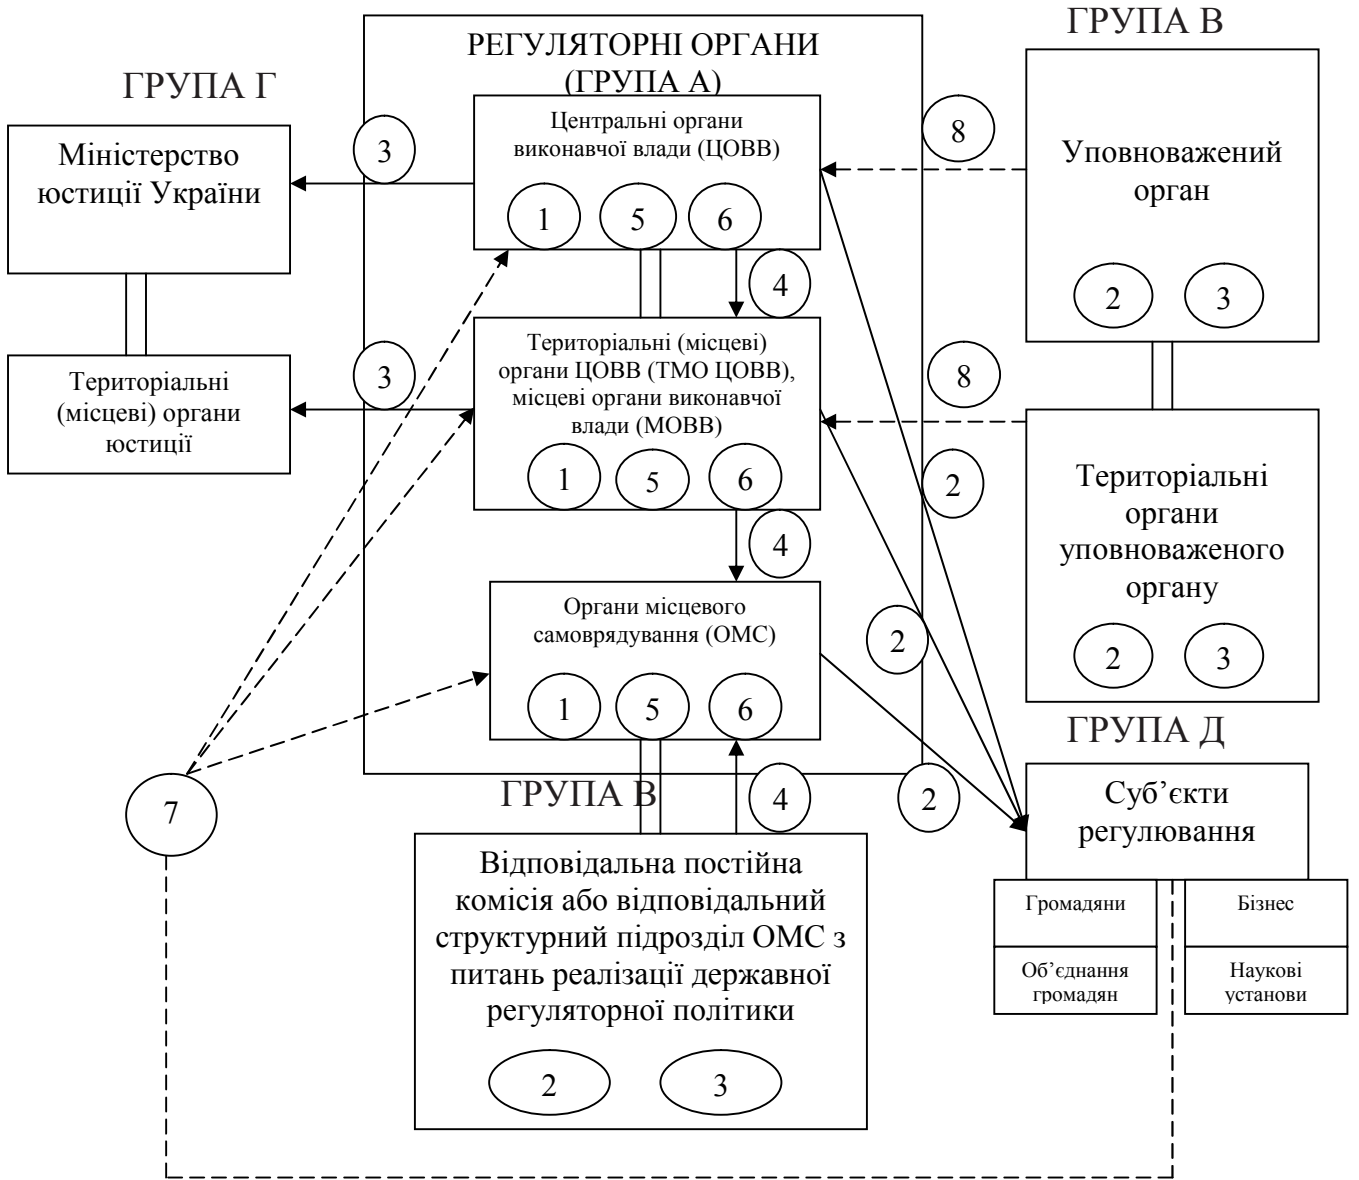 ГРУПА В
РЕГУЛЯТОРНІ ОРГАНИ
(ГРУПА А)
ГРУПА Г
Міністерство
юстиції України
3
Центральні органи
виконавчої влади (ЦОВВ)
1
5
6
8
Уповноважений
орган
2
3
4
Територіальні
(місцеві) органи
юстиції
3
Територіальні (місцеві)
органи ЦОВВ (ТМО ЦОВВ),
місцеві органи виконавчої
влади (МОВВ)
1
5
6
8
2
Територіальні
органи
уповноваженого
органу
2
3
4
Органи місцевого
самоврядування (ОМС)
1
5
6
2
ГРУПА Д
7
ГРУПА В
4
2
Суб’єкти
регулювання
Громадяни
Бізнес
Об’єднання
громадян
Наукові
установи
Відповідальна постійна
комісія або відповідальний
структурний підрозділ ОМС з
питань реалізації державної
регуляторної політики
2
3